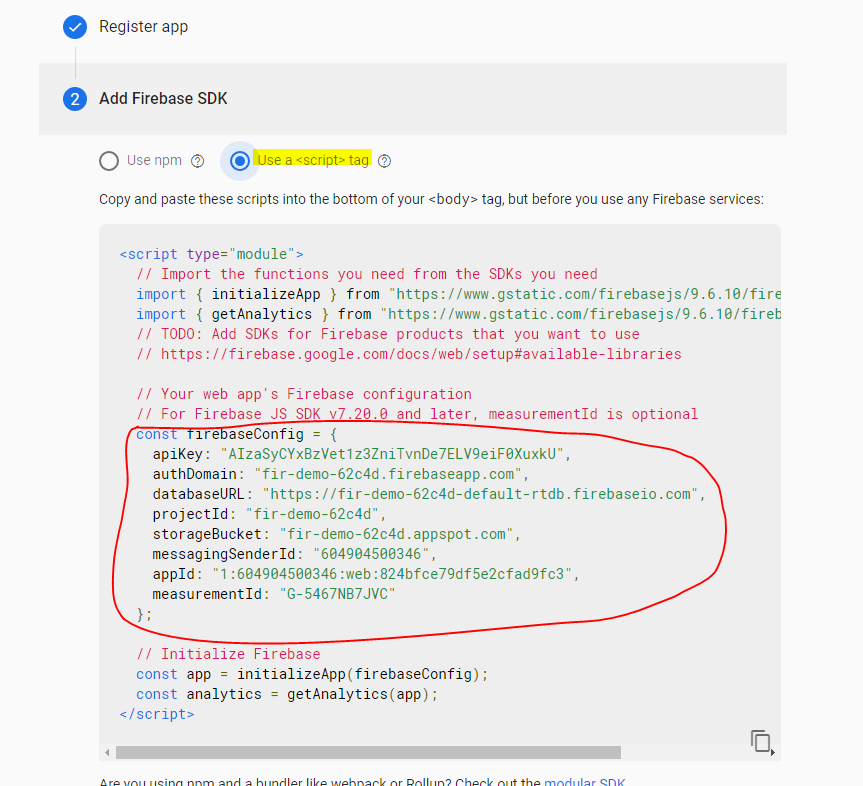 Register app
2 Add Firebase SDK
Use npm ? Use a <script> tag ?
Copy and paste these scripts into the bottom of your <body> tag, but before you use any Firebase services:
<script type="module">
// Import the functions you need from the SDKs you need
import { initializeApp } from "https://www.gstatic.com/firebasejs/9.6.10/fire
import { getAnalytics } from "https://www.gstatic.com/firebasejs/9.6.10/fireb
// TODO: Add SDKs for Firebase products that you want to use
// https://firebase.google.com/docs/web/setup#available-libraries
// Your web app's Firebase configuration
// For Firebase JS SDK v7.20.0 and later, measurementId is optional
const firebaseConfig = {
apiKey: "AIzaSyCYxBzVet1z3ZniTvnDe7ELV9eiF0XuxkU",
authDomain: "fir-demo-62c4d.firebaseapp.com",
databaseURL: "https://fir-demo-62c4d-default-rtdb.firebaseio.com",
projectId: "fir-demo-62c4d",
storageBucket: "fir-demo-62c4d.appspot.com",
messagingSenderId: "604904500346",
appId: "1:604904500346:web:824bfce79df5e2cfad9fc3",
measurementId: "G-5467NB7JVC"
};
// Initialize Firebase
const app = initializeApp(firebaseConfig);
const analytics = getAnalytics(app);
</script>
Are you using npm and a bundler like webpack or Rollup? Check out the modular SDK.